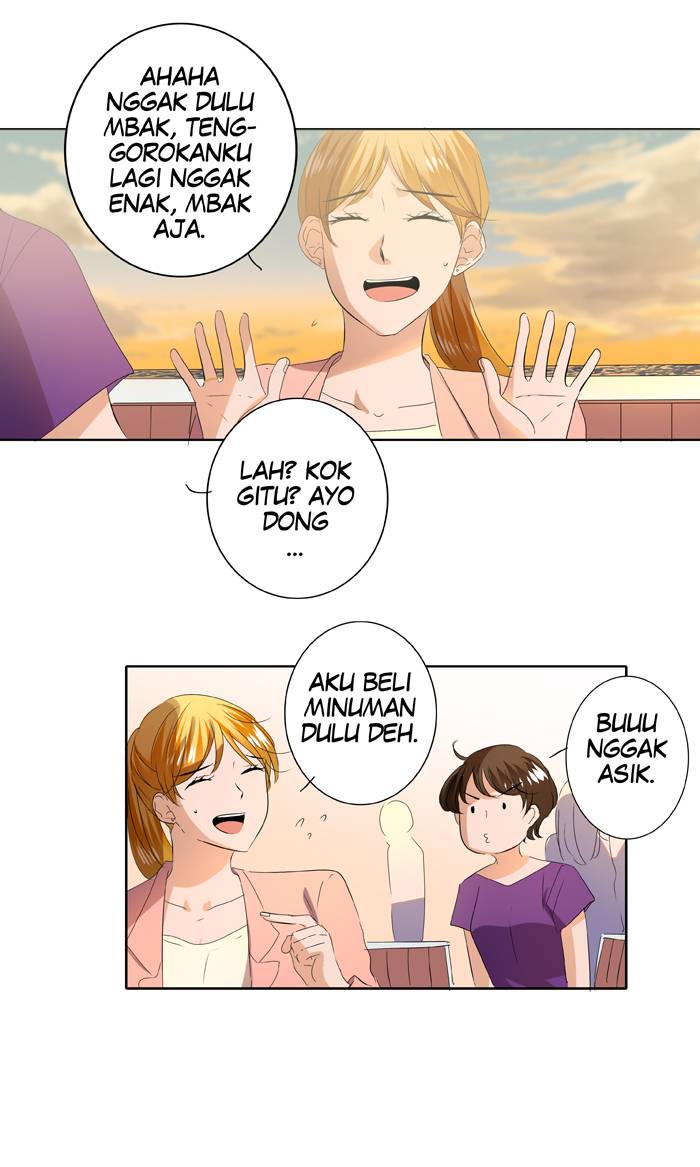 AHAHA
NGGAK DULU
MBAK, TENG-
GOROKANKU
LAGI NGGAK
ENAK, MBAK
AJA.
LAH? KOK
GITU? AYO
DONG
...
AKU BELI
MINUMAN
DULU DEH.
BUUU
NGGAK
ASIK.